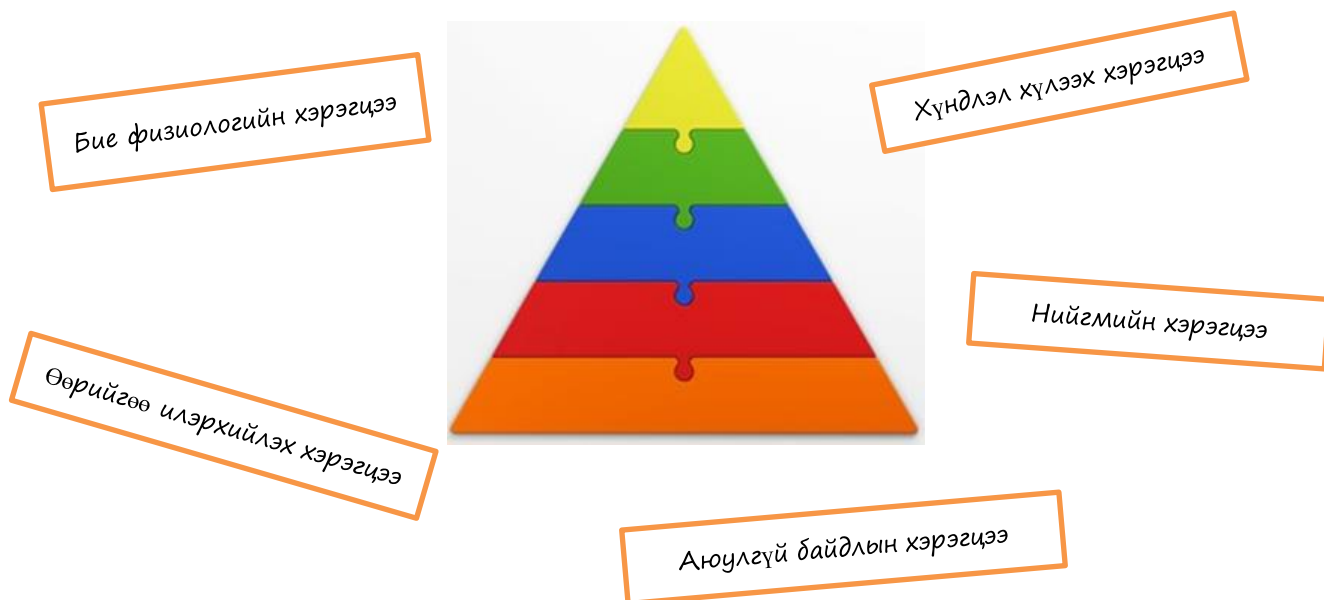 Бие физиологийн хэрэгцээ
Хүндлэл хүлээх хэрэгцээ
Нийгмийн хэрэгцээ
Өөрийгөө илэрхийлэх хэрэгцээ
Аюулгүй байдлын хэрэгцээ